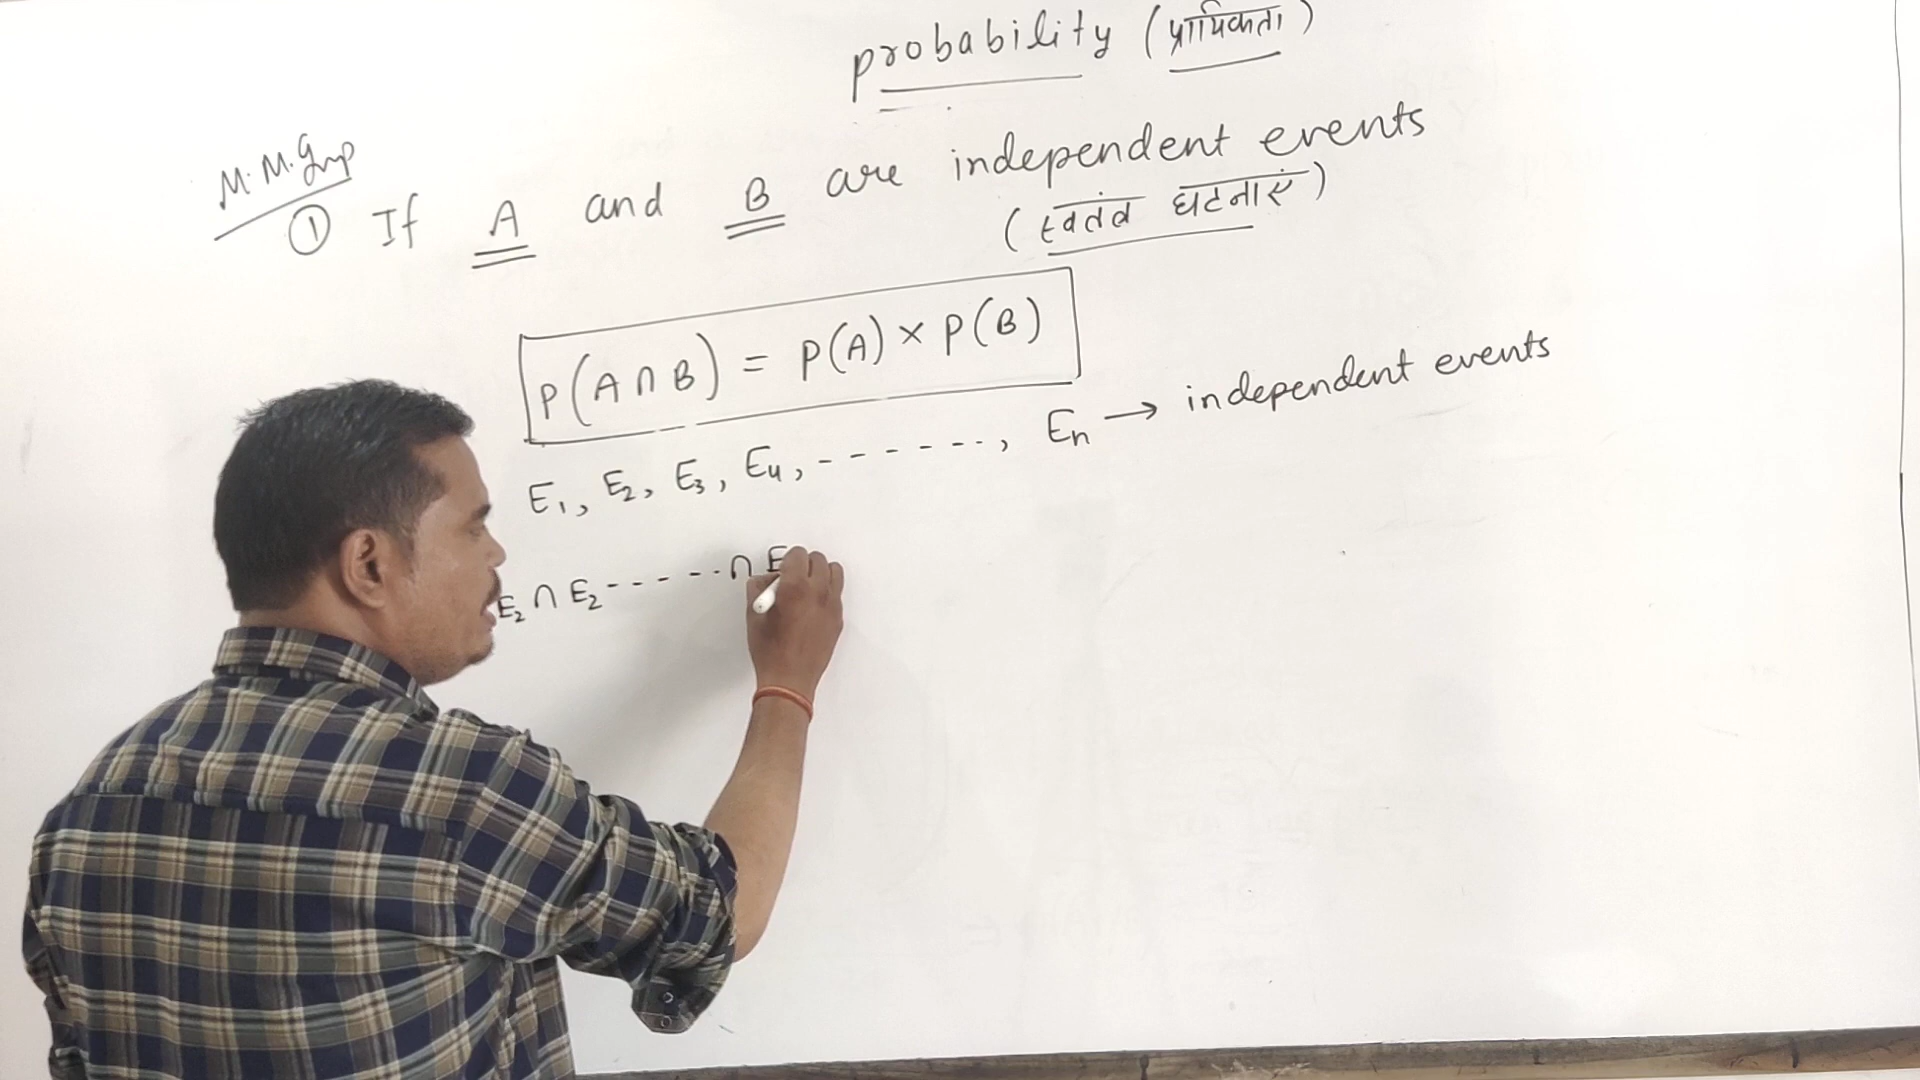 probability (प्रायिकता)
M.M.Grup
① If A and B are independent events
(स्वतंत्र घटनाएं)
P(A∩B) = P(A) × P(B)
E₁, E₂, E₃, E₄, -------, Eₙ → independent events
E₂ ∩ E₂ ------ ∩ E